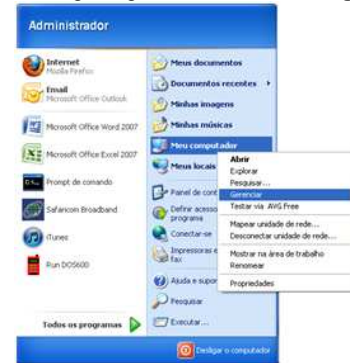 Administrador
Internet
Mozilla Firefox
Email
Microsoft Office Outlook
Microsoft Office Word 2007
Microsoft Office Excel 2007
Prompt de comando
Safaricom Broadband
iTunes
Run DOS600
Todos os programas
Meus documentos
Documentos recentes
Minhas imagens
Minhas músicas
Meu computador
Meus locais
Painel de cont
Definir acesso
programa
Conectar-se
Impressoras e
fax
Ajuda e supor
Pesquisar
Executar...
Abrir
Explorar
Pesquisar...
Gerenciar
Testar via AVG Free
Mapear unidade de rede...
Desconectar unidade de rede...
Mostrar na área de trabalho
Renomear
Propriedades
Desligar o computador